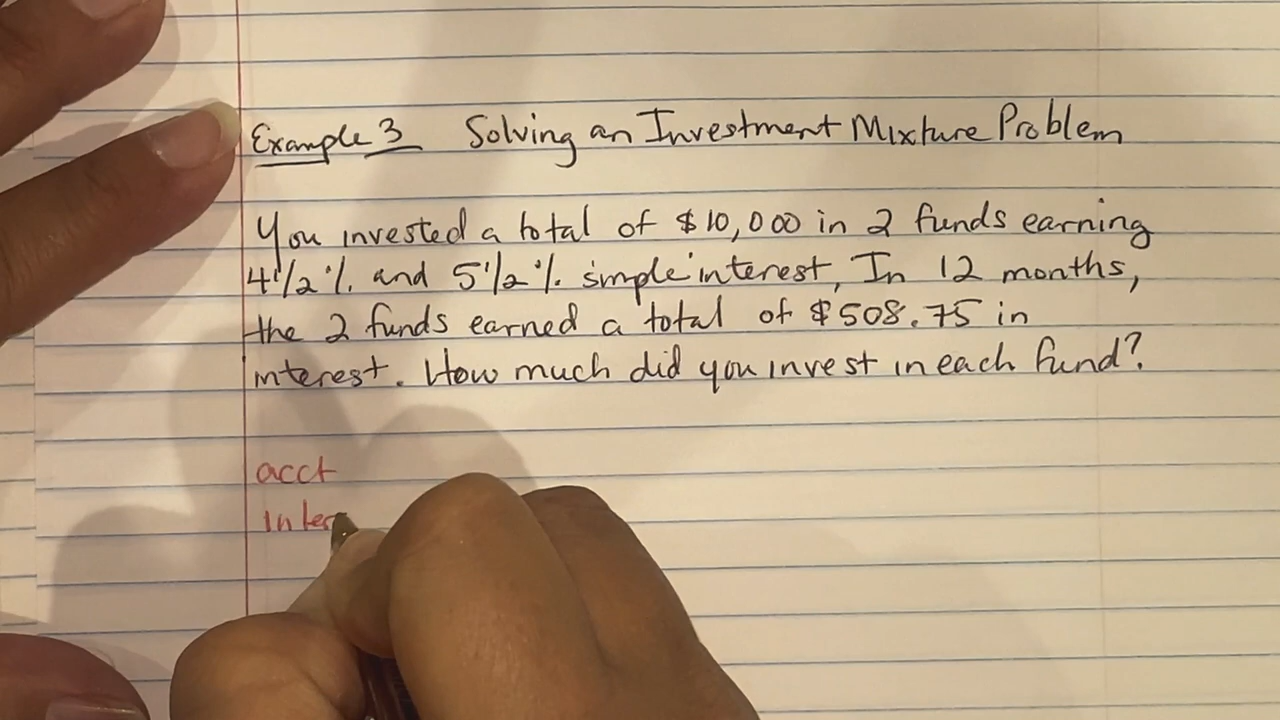 Example 3 Solving an Investment Mixture Problem
You invested a total of $10,000 in 2 funds earning
4 1/2 % and 5 1/2 % simple interest, In 12 months,
the 2 funds earned a total of $508.75 in
interest. How much did you invest in each fund?
acct
inter